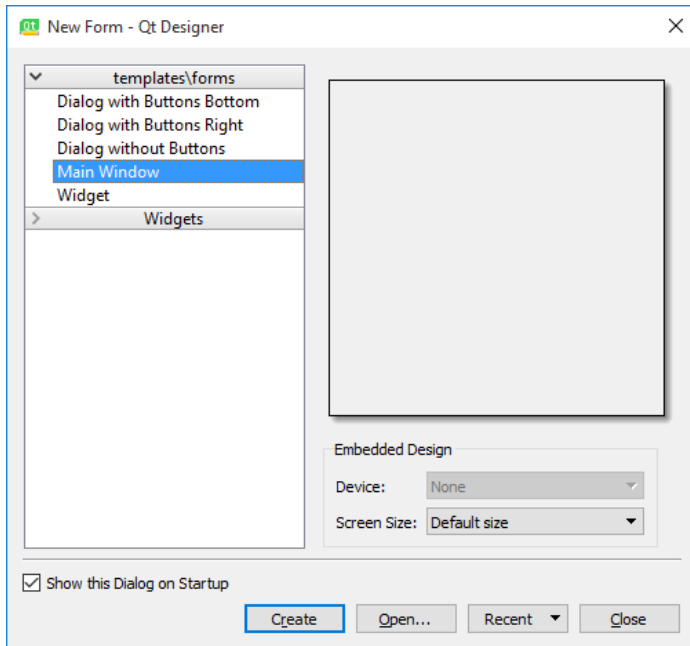 New Form - Qt Designer
templates\forms
Dialog with Buttons Bottom
Dialog with Buttons Right
Dialog without Buttons
Main Window
Widget
Widgets
Embedded Design
Device: None
Screen Size: Default size
Show this Dialog on Startup
Create Open... Recent Close